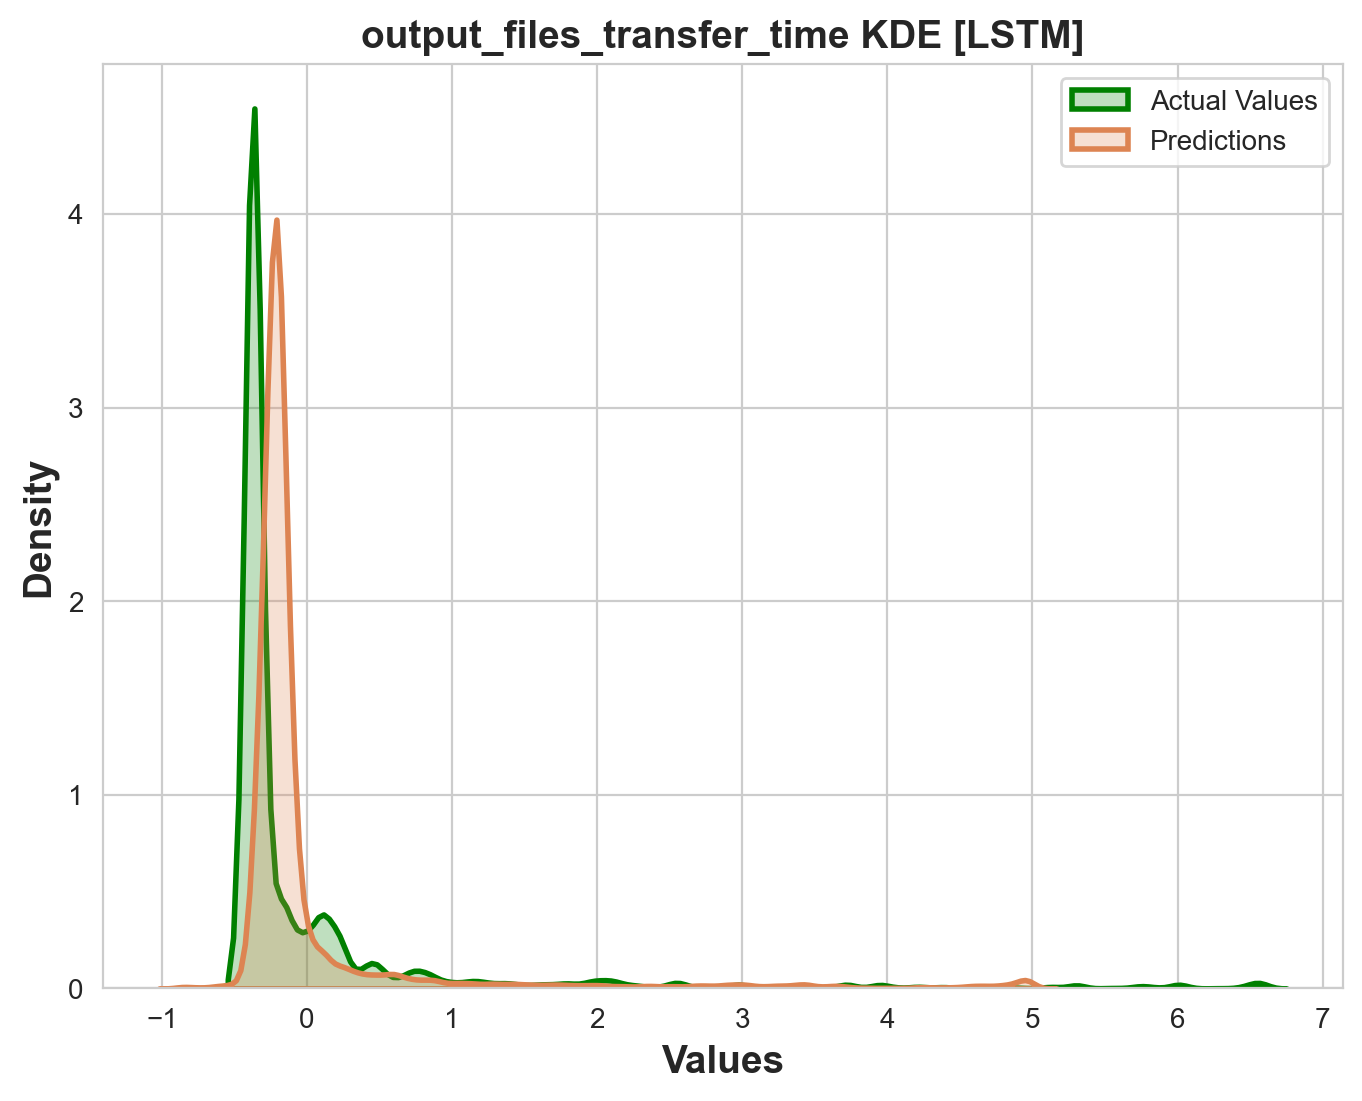 output_files_transfer_time KDE [LSTM]
Actual Values
Predictions
Density
4
3
2
1
0
−1 0 1 2 3 4 5 6 7
Values